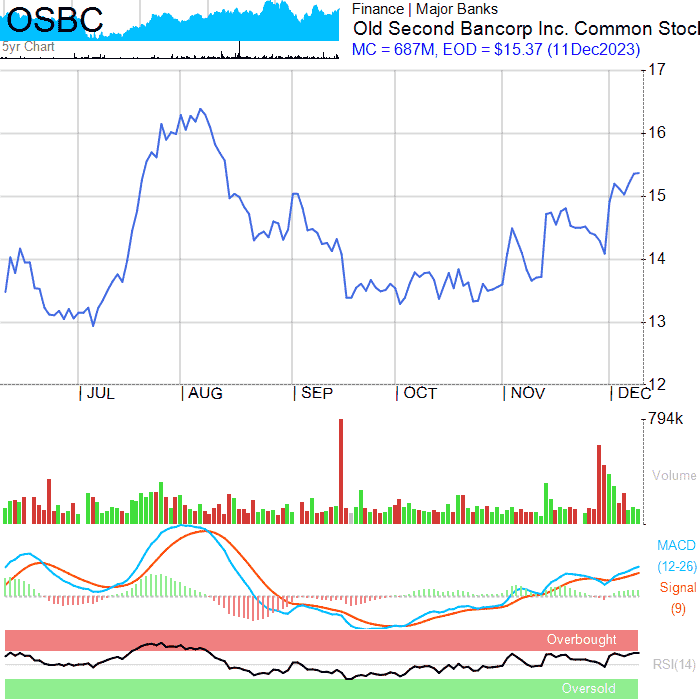 OSBC
5yr Chart
Finance | Major Banks
Old Second Bancorp Inc. Common Stoc
MC = 687M, EOD = $15.37 (11Dec2023)
17
16
15
14
13
12
JUL AUG SEP OCT NOV DEC
794k
Volume
MACD
(12-26)
Signal
(9)
Overbought
RSI(14)
Oversold